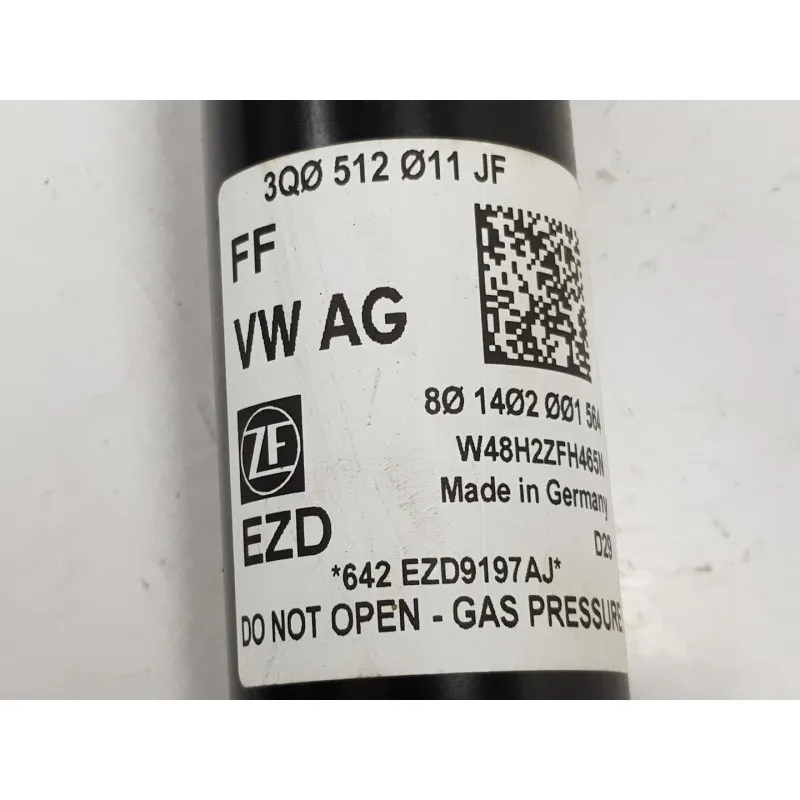 3QØ 512 Ø11 JF
FF
VW AG
8Ø 14Ø2 ØØ1 564
W48H2ZFH465N
ZF
Made in Germany
EZD
D29
*642 EZD9197AJ*
DO NOT OPEN - GAS PRESSURE